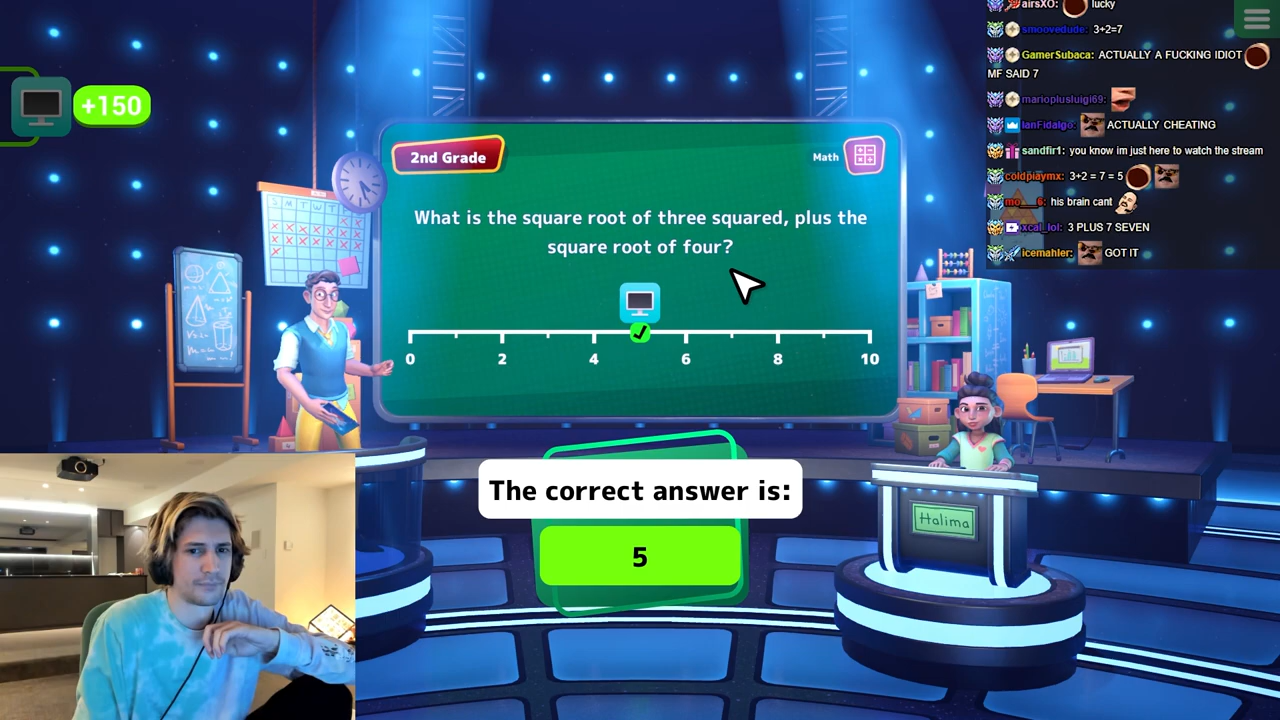 +150
2nd Grade
Math
What is the square root of three squared, plus the
square root of four?
0 2 4 6 8 10
S M T W T
Halima
The correct answer is:
5
airsXO: lucky
smoovedude: 3+2=7
GamerSubaca: ACTUALLY A FUCKING IDIOT
MF SAID 7
marioplusluigi69:
IanFidalgo: ACTUALLY CHEATING
sandfir1: you know im just here to watch the stream
coldplaymx: 3+2 = 7 = 5
mo___6: his brain cant
xcal_lol: 3 PLUS 7 SEVEN
icemahler: GOT IT